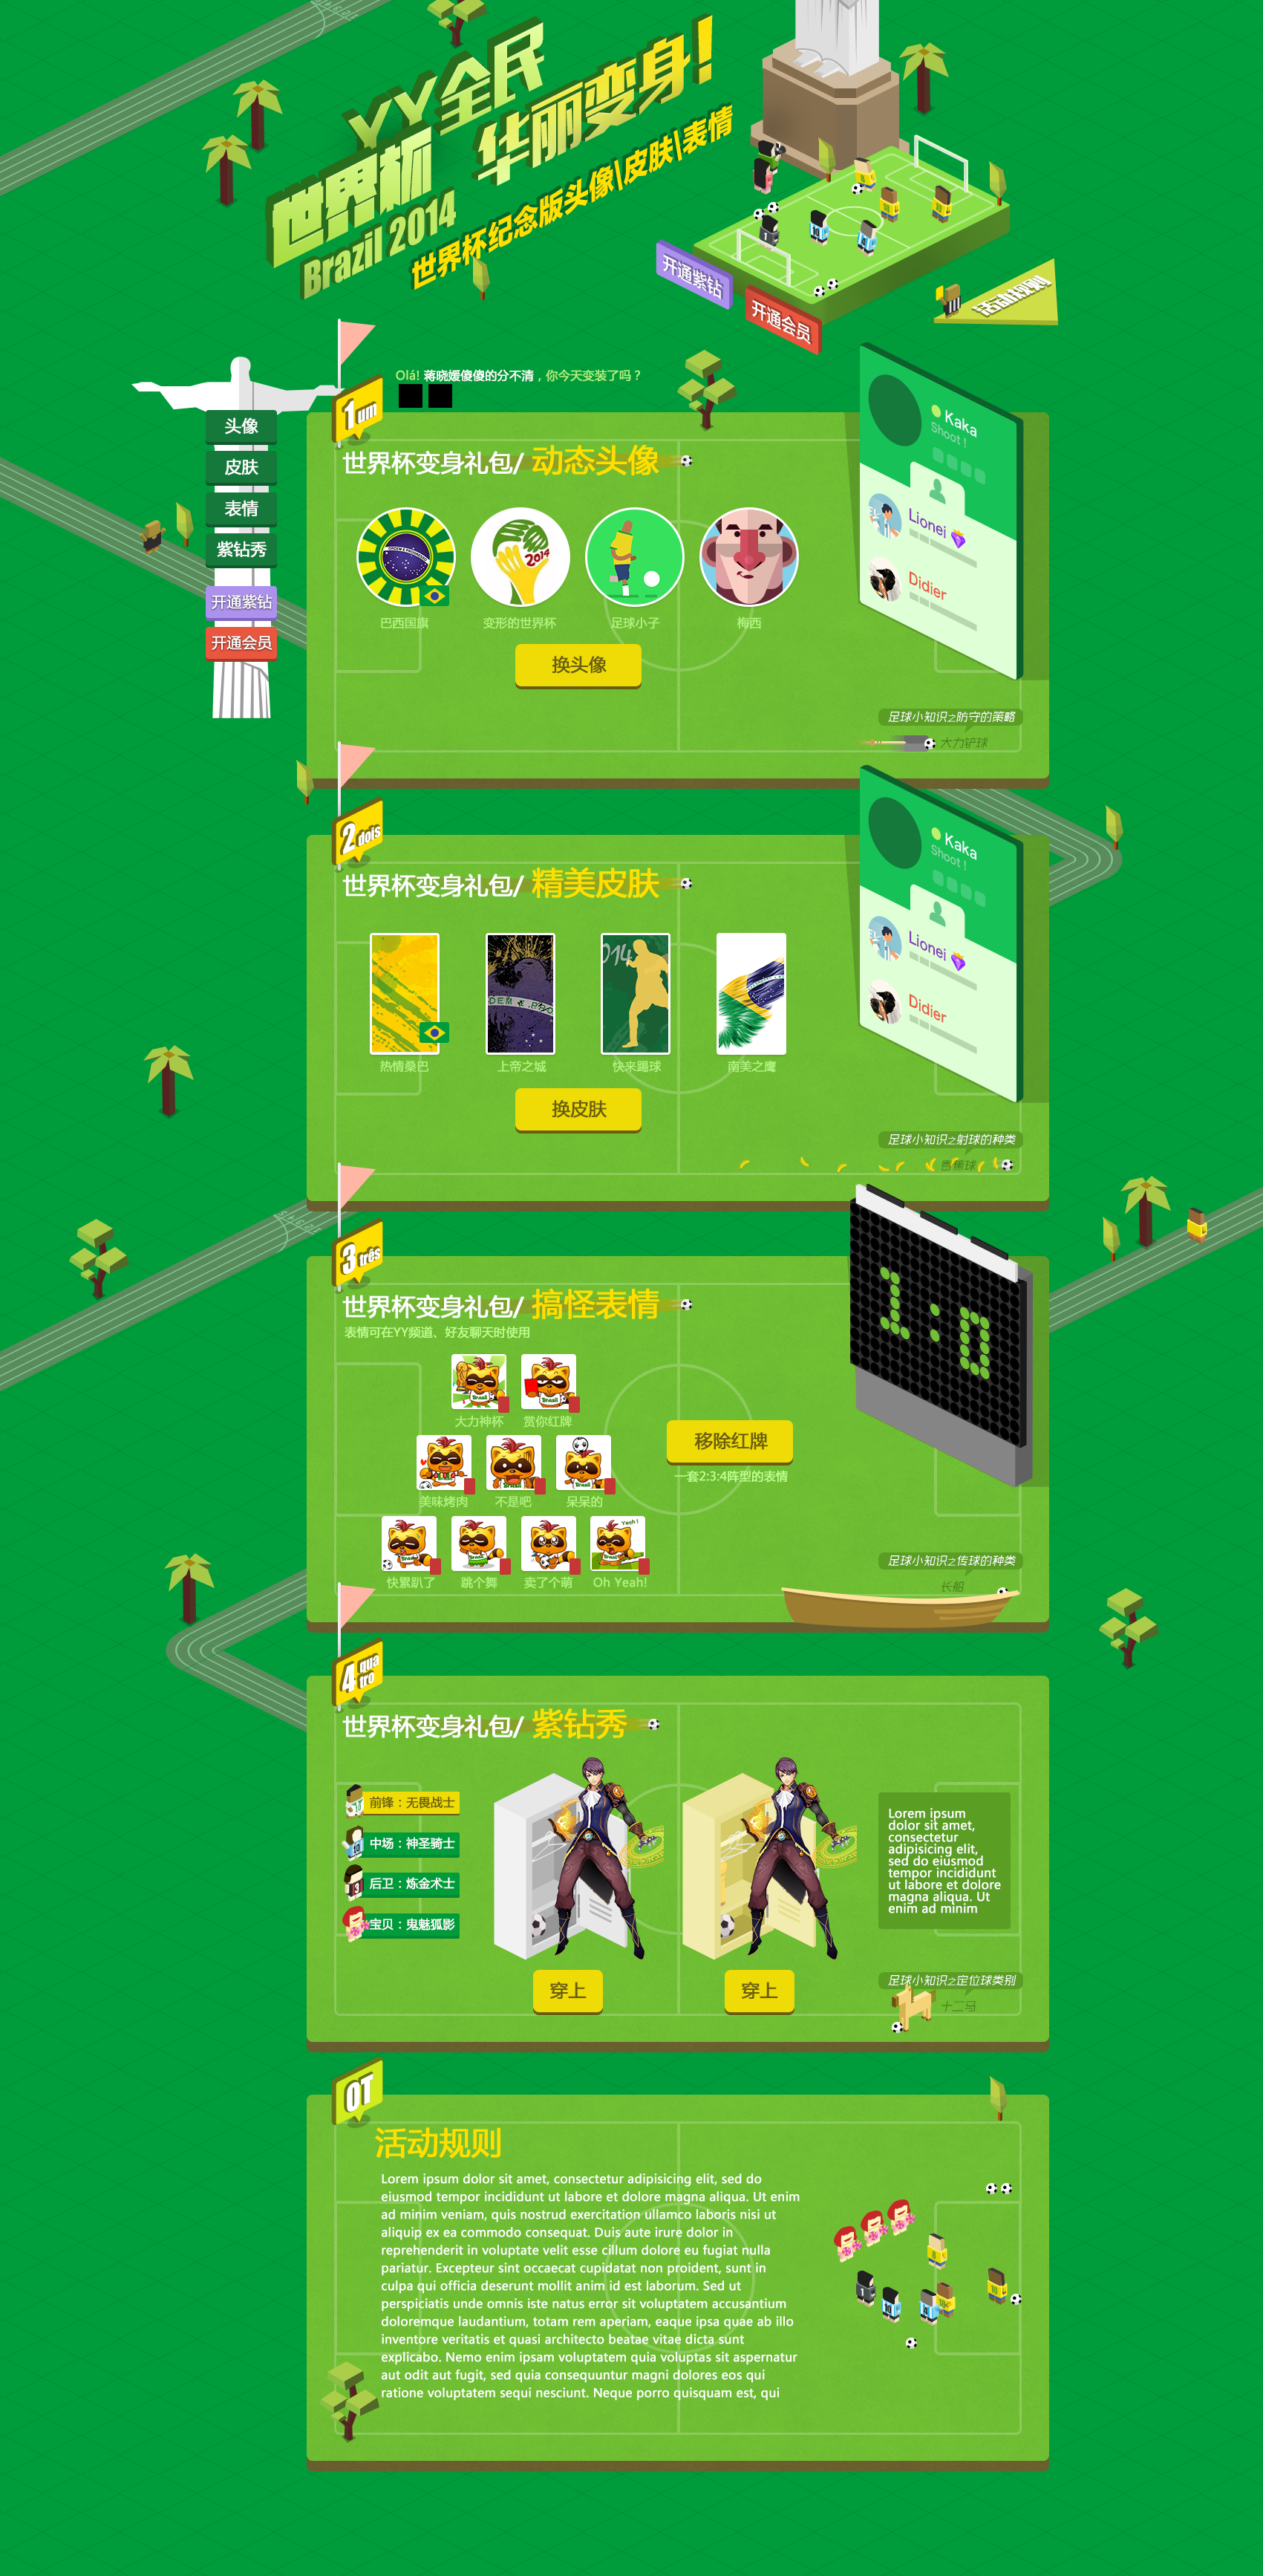 YY全民
世界杯 华丽变身!
Brazil 2014
世界杯纪念版头像\皮肤\表情
开通紫钻
开通会员
活动规则
Olá! 蒋晓媛傻傻的分不清，你今天变装了吗？
头像
皮肤
表情
紫钻秀
开通紫钻
开通会员
1 um
世界杯变身礼包/ 动态头像
2014
巴西国旗
变形的世界杯
足球小子
梅西
换头像
Kaka
Shoot !
Lionei
Didier
足球小知识之防守的策略
大力铲球
2 dois
世界杯变身礼包/ 精美皮肤
热情桑巴
上帝之城
快来踢球
南美之鹰
换皮肤
Kaka
Shoot !
Lionei
Didier
足球小知识之射球的种类
香蕉球
3 três
世界杯变身礼包/ 搞怪表情
表情可在YY频道、好友聊天时使用
1:0
大力神杯
赏你红牌
美味烤肉
不是吧
呆呆的
快累趴了
跳个舞
卖了个萌
Oh Yeah!
移除红牌
一套2:3:4阵型的表情
足球小知识之传球的种类
长船
4 qua
tro
世界杯变身礼包/ 紫钻秀
前锋：无畏战士
中场：神圣骑士
后卫：炼金术士
宝贝：鬼魅狐影
穿上
穿上
Lorem ipsum
dolor sit amet,
consectetur
adipisicing elit,
sed do eiusmod
tempor incididunt
ut labore et dolore
magna aliqua. Ut
enim ad minim
足球小知识之定位球类别
十二马
OT
活动规则
Lorem ipsum dolor sit amet, consectetur adipisicing elit, sed do
eiusmod tempor incididunt ut labore et dolore magna aliqua. Ut enim
ad minim veniam, quis nostrud exercitation ullamco laboris nisi ut
aliquip ex ea commodo consequat. Duis aute irure dolor in
reprehenderit in voluptate velit esse cillum dolore eu fugiat nulla
pariatur. Excepteur sint occaecat cupidatat non proident, sunt in
culpa qui officia deserunt mollit anim id est laborum. Sed ut
perspiciatis unde omnis iste natus error sit voluptatem accusantium
doloremque laudantium, totam rem aperiam, eaque ipsa quae ab illo
inventore veritatis et quasi architecto beatae vitae dicta sunt
explicabo. Nemo enim ipsam voluptatem quia voluptas sit aspernatur
aut odit aut fugit, sed quia consequuntur magni dolores eos qui
ratione voluptatem sequi nesciunt. Neque porro quisquam est, qui